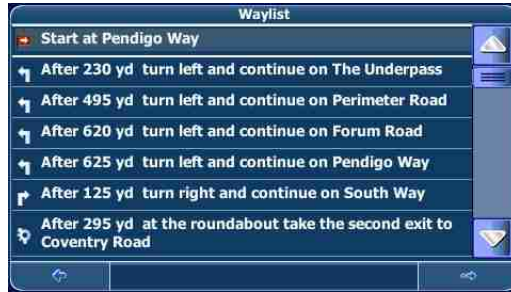 Waylist
Start at Pendigo Way
After 230 yd turn left and continue on The Underpass
After 495 yd turn left and continue on Perimeter Road
After 620 yd turn left and continue on Forum Road
After 625 yd turn left and continue on Pendigo Way
After 125 yd turn right and continue on South Way
After 295 yd at the roundabout take the second exit to
Coventry Road